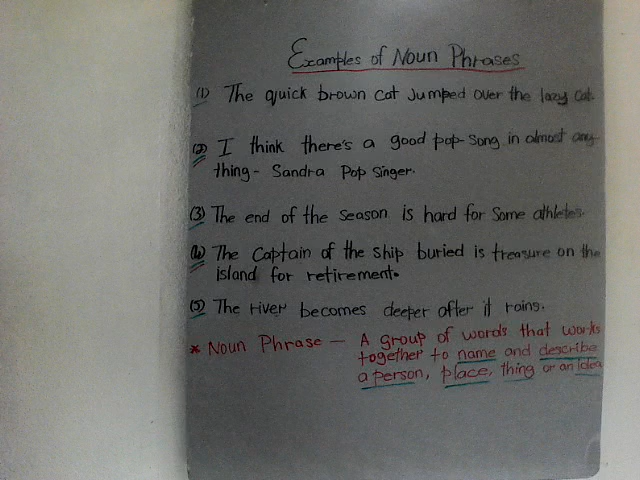 Examples of Noun Phrases
(1) The quick brown cat jumped over the lazy cat.
(2) I think there's a good pop-song in almost any-
thing- Sandra Pop Singer.
(3) The end of the season is hard for some athletes.
(4) The Captain of the ship buried is treasure on the
island for retirement.
(5) The river becomes deeper after it rains.
* Noun Phrase — A group of words that works
together to name and describe
a person, place, thing or an idea